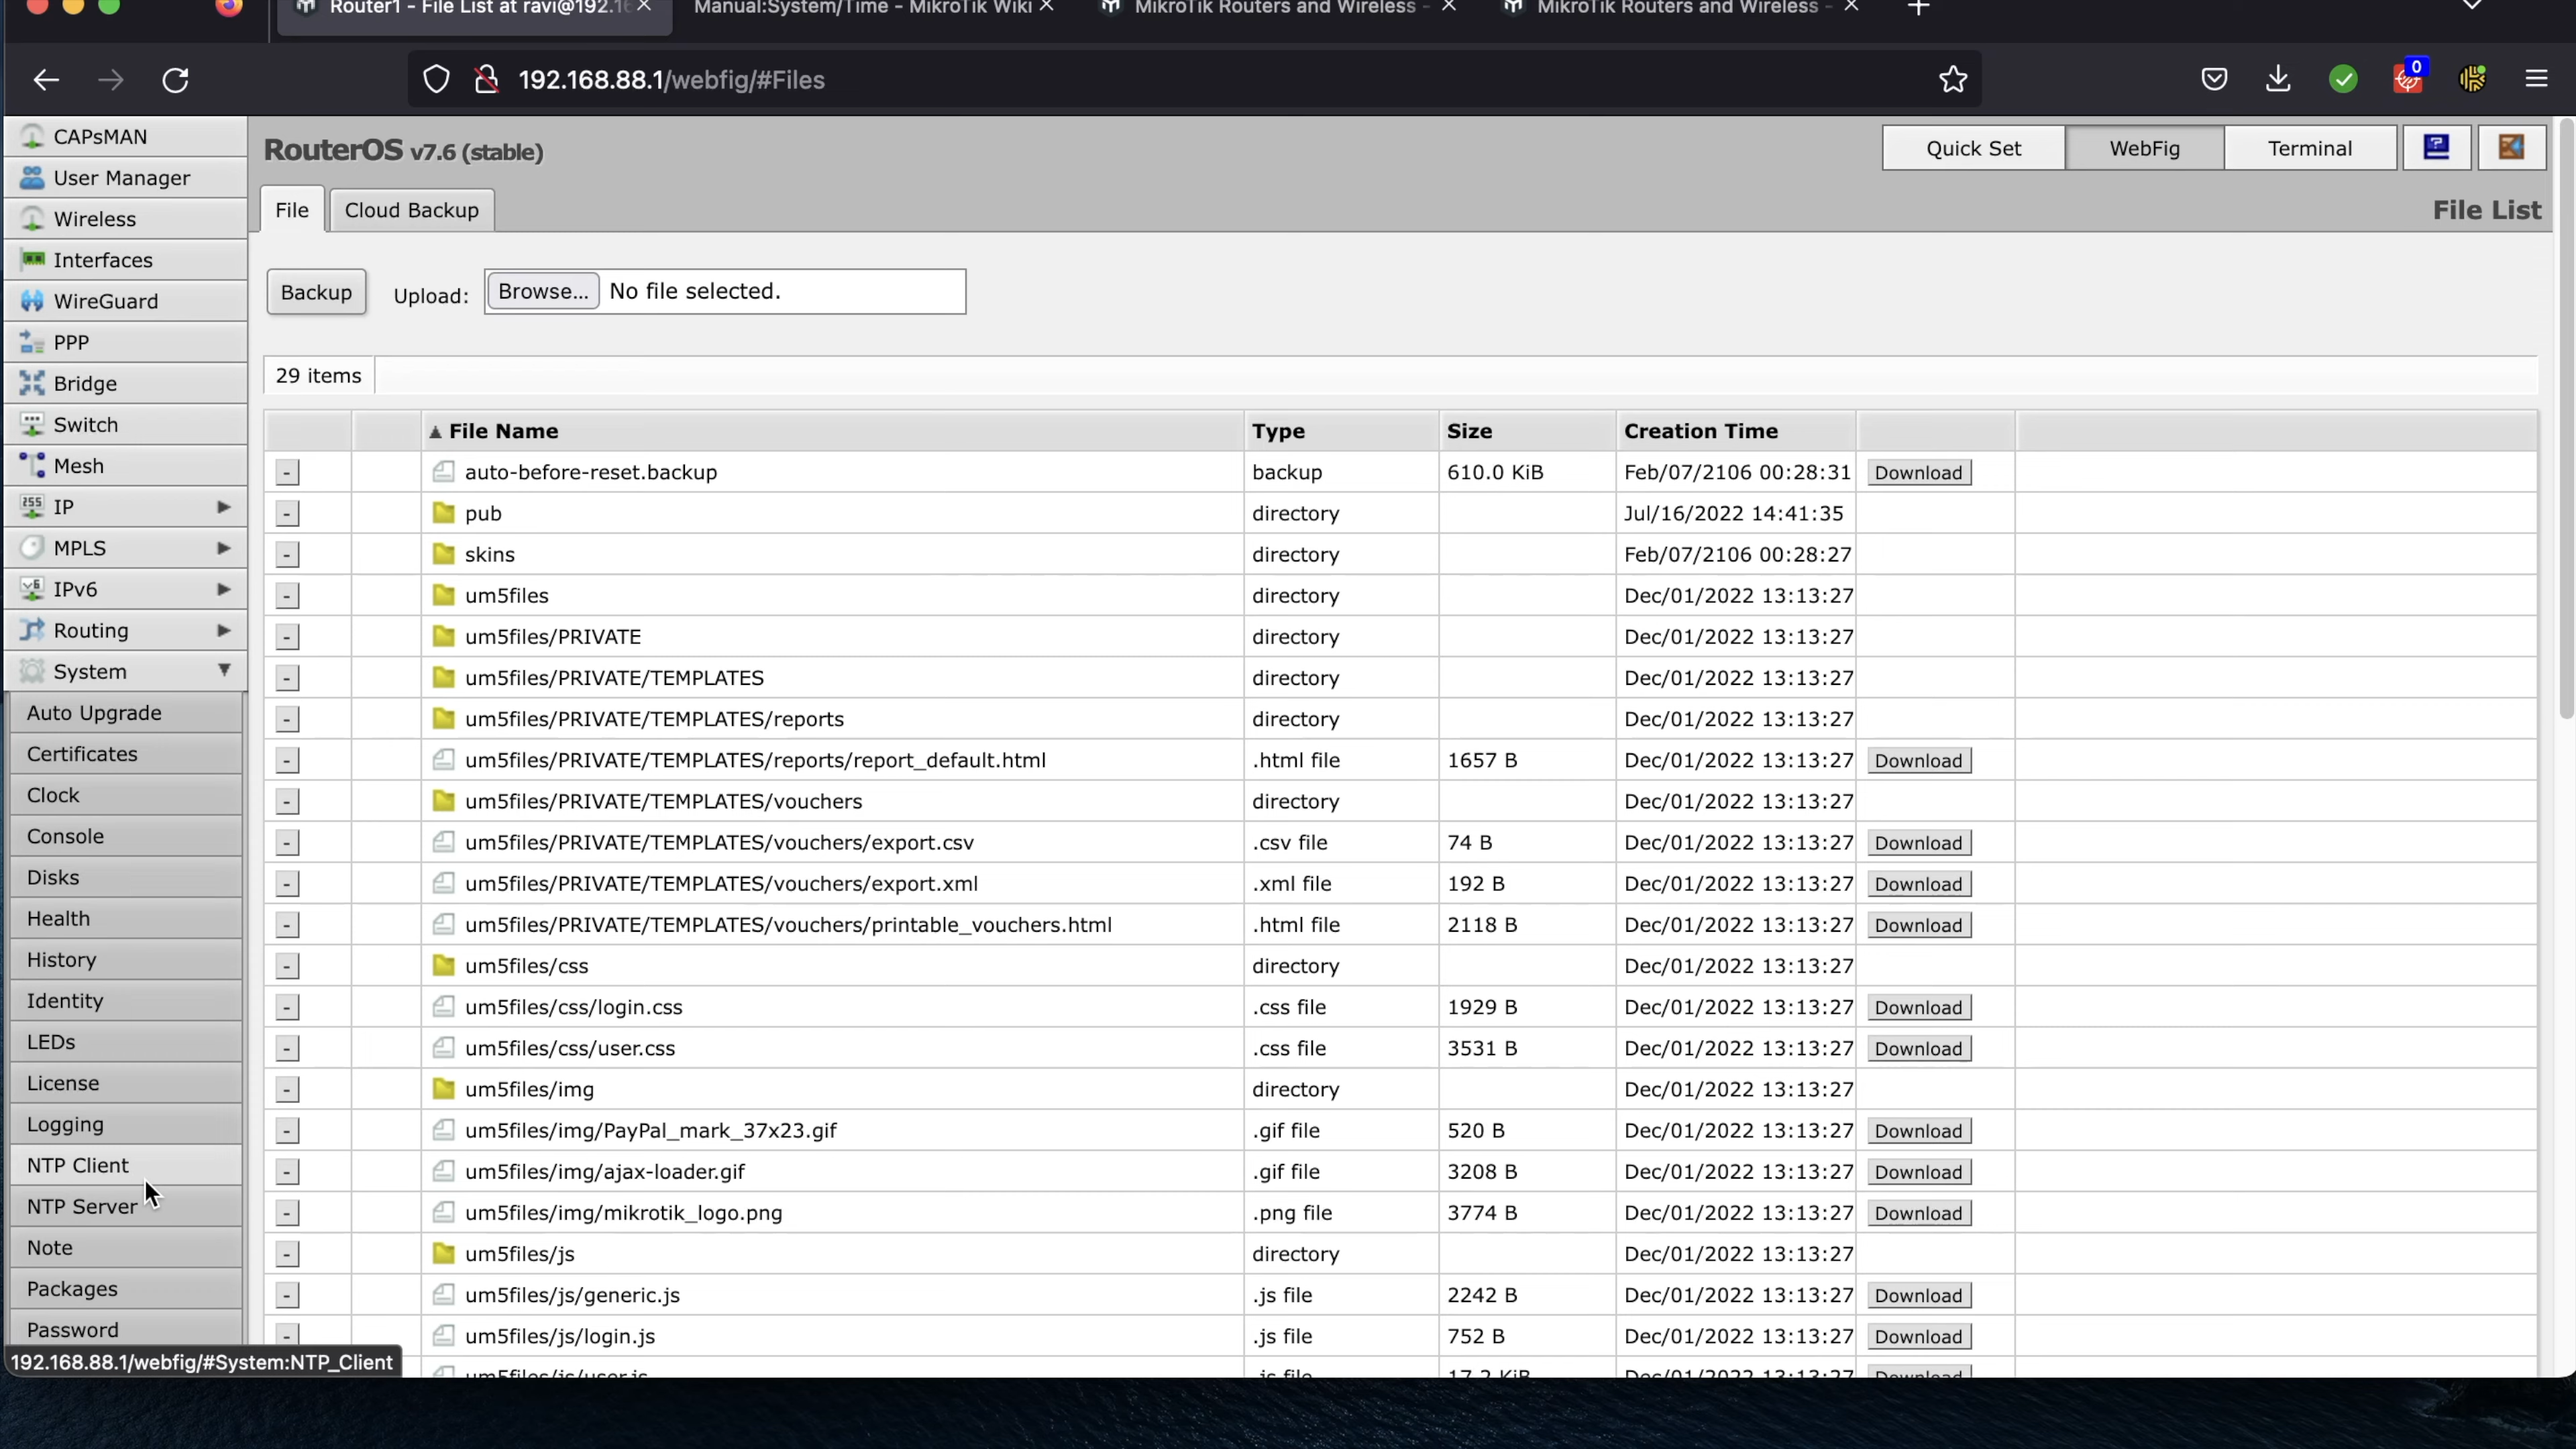 Router1 - File List at ravi@192.16
Manual:System/Time - MikroTik Wiki
MikroTik Routers and Wireless -
MikroTik Routers and Wireless -
192.168.88.1/webfig/#Files
0
CAPsMAN
User Manager
Wireless
Interfaces
WireGuard
PPP
Bridge
Switch
Mesh
IP
MPLS
IPv6
Routing
System
Auto Upgrade
Certificates
Clock
Console
Disks
Health
History
Identity
LEDs
License
Logging
NTP Client
NTP Server
Note
Packages
Password
192.168.88.1/webfig/#System:NTP_Client
RouterOS v7.6 (stable)
Quick Set WebFig Terminal
File Cloud Backup File List
Backup Upload: Browse... No file selected.
29 items
File Name Type Size Creation Time
- auto-before-reset.backup backup 610.0 KiB Feb/07/2106 00:28:31 Download
- pub directory Jul/16/2022 14:41:35
- skins directory Feb/07/2106 00:28:27
- um5files directory Dec/01/2022 13:13:27
- um5files/PRIVATE directory Dec/01/2022 13:13:27
- um5files/PRIVATE/TEMPLATES directory Dec/01/2022 13:13:27
- um5files/PRIVATE/TEMPLATES/reports directory Dec/01/2022 13:13:27
- um5files/PRIVATE/TEMPLATES/reports/report_default.html .html file 1657 B Dec/01/2022 13:13:27 Download
- um5files/PRIVATE/TEMPLATES/vouchers directory Dec/01/2022 13:13:27
- um5files/PRIVATE/TEMPLATES/vouchers/export.csv .csv file 74 B Dec/01/2022 13:13:27 Download
- um5files/PRIVATE/TEMPLATES/vouchers/export.xml .xml file 192 B Dec/01/2022 13:13:27 Download
- um5files/PRIVATE/TEMPLATES/vouchers/printable_vouchers.html .html file 2118 B Dec/01/2022 13:13:27 Download
- um5files/css directory Dec/01/2022 13:13:27
- um5files/css/login.css .css file 1929 B Dec/01/2022 13:13:27 Download
- um5files/css/user.css .css file 3531 B Dec/01/2022 13:13:27 Download
- um5files/img directory Dec/01/2022 13:13:27
- um5files/img/PayPal_mark_37x23.gif .gif file 520 B Dec/01/2022 13:13:27 Download
- um5files/img/ajax-loader.gif .gif file 3208 B Dec/01/2022 13:13:27 Download
- um5files/img/mikrotik_logo.png .png file 3774 B Dec/01/2022 13:13:27 Download
- um5files/js directory Dec/01/2022 13:13:27
- um5files/js/generic.js .js file 2242 B Dec/01/2022 13:13:27 Download
- um5files/js/login.js .js file 752 B Dec/01/2022 13:13:27 Download
um5files/js/user.js .js file 17.2 KiB Dec/01/2022 13:13:27 Download